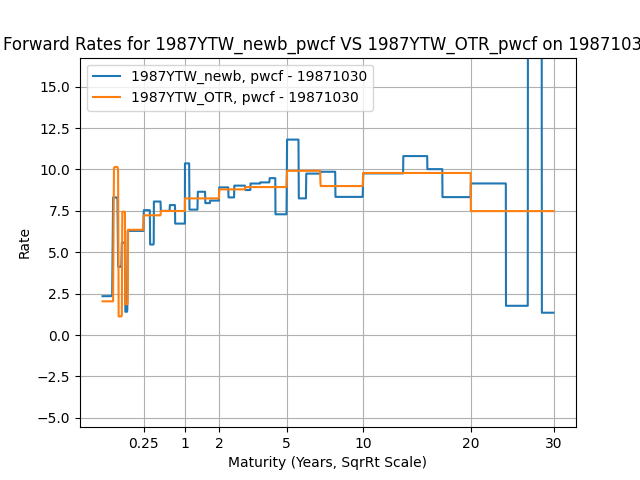 Forward Rates for 1987YTW_newb_pwcf VS 1987YTW_OTR_pwcf on 1987103
1987YTW_newb, pwcf - 19871030
1987YTW_OTR, pwcf - 19871030
15.0
12.5
10.0
7.5
5.0
2.5
0.0
−2.5
−5.0
Rate
0.25 1 2 5 10 20 30
Maturity (Years, SqrRt Scale)